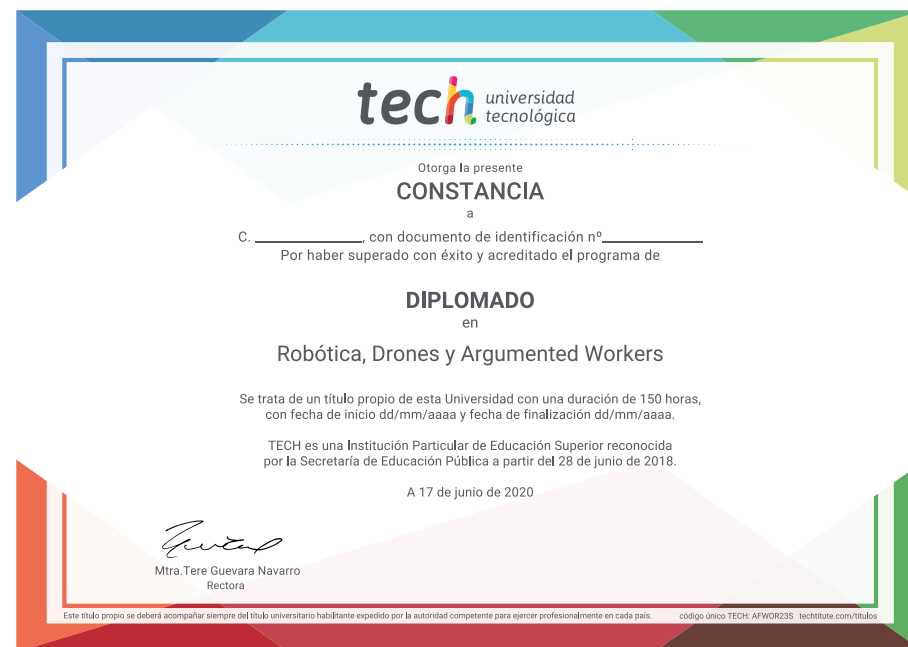 tech universidad
tecnológica
Otorga la presente
CONSTANCIA
a
C. ____________, con documento de identificación nº____________
Por haber superado con éxito y acreditado el programa de
DIPLOMADO
en
Robótica, Drones y Argumented Workers
Se trata de un título propio de esta Universidad con una duración de 150 horas,
con fecha de inicio dd/mm/aaaa y fecha de finalización dd/mm/aaaa.
TECH es una Institución Particular de Educación Superior reconocida
por la Secretaría de Educación Pública a partir del 28 de junio de 2018.
A 17 de junio de 2020
Mtra.Tere Guevara Navarro
Rectora
Este título propio se deberá acompañar siempre del título universitario habilitante expedido por la autoridad competente para ejercer profesionalmente en cada país. código único TECH: AFWOR23S techtitute.com/títulos